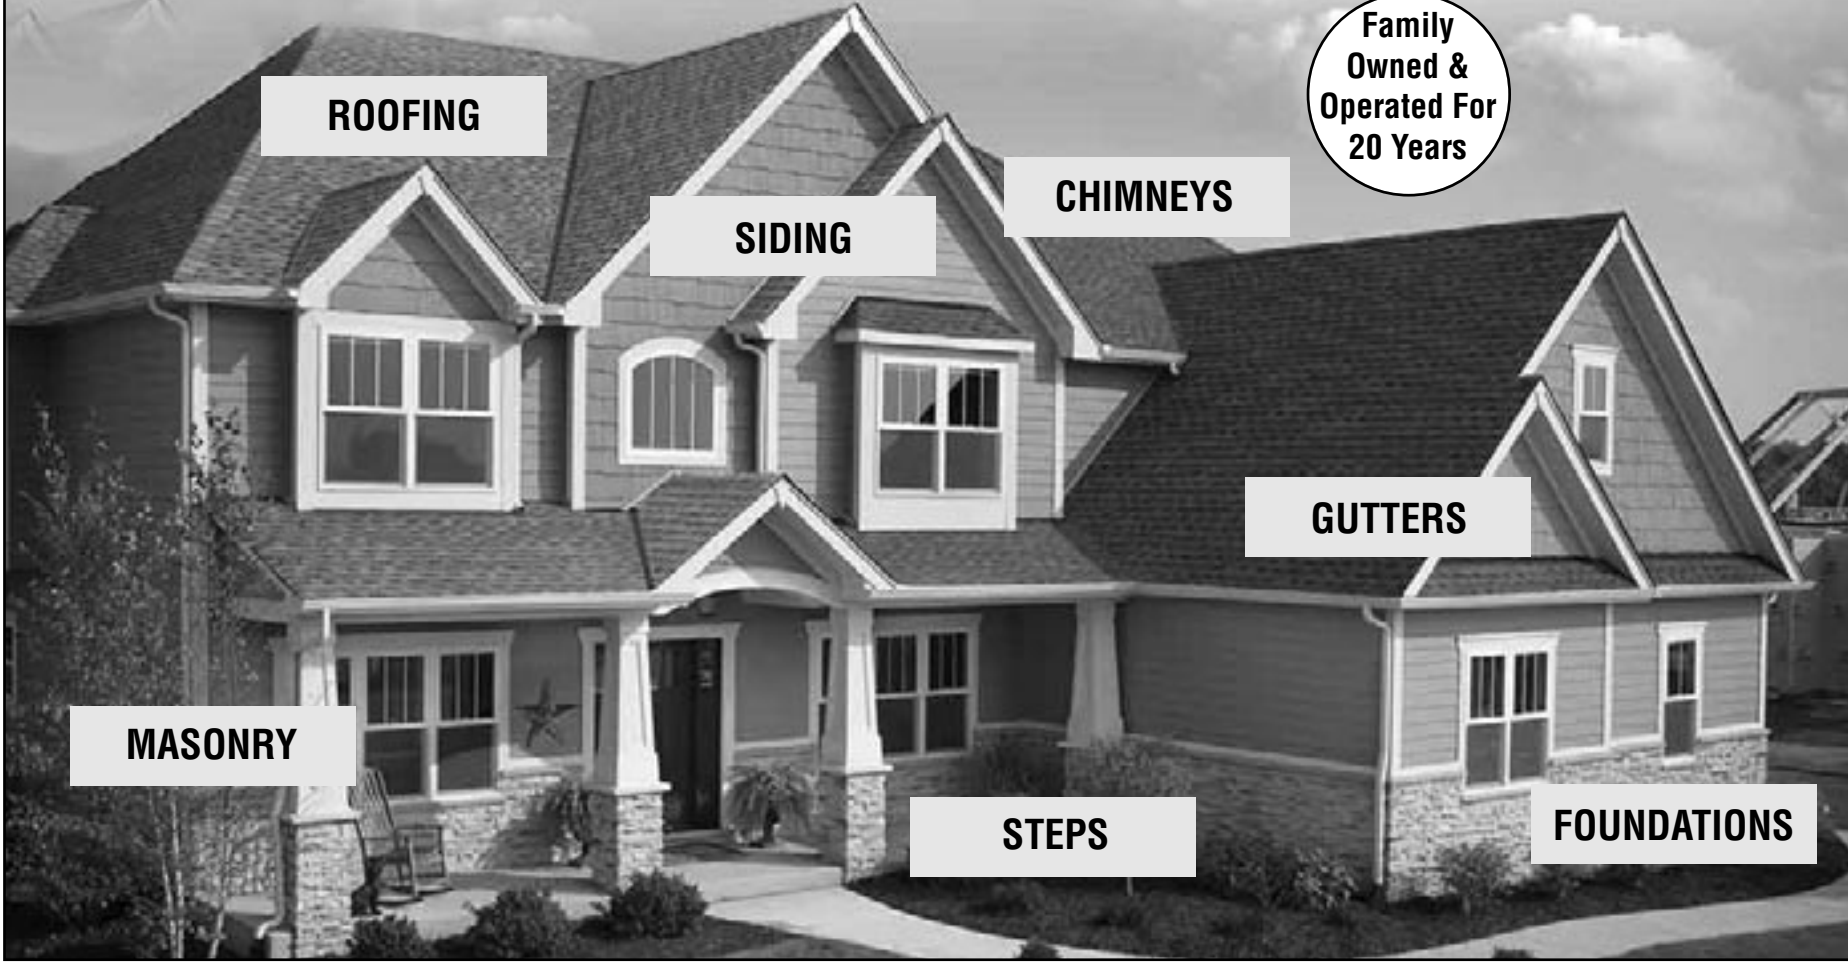 Family
Owned &
Operated For
20 Years
ROOFING
CHIMNEYS
SIDING
GUTTERS
MASONRY
STEPS
FOUNDATIONS